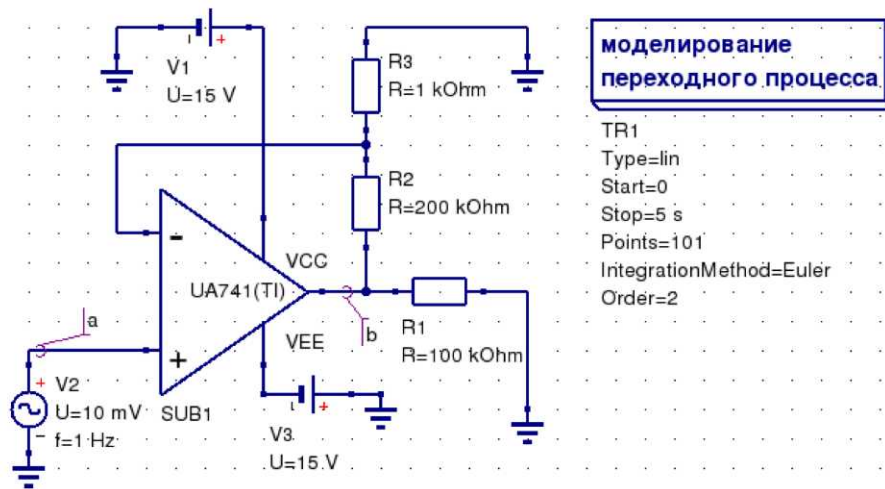 V1
U=15 V
R3
R=1 kOhm
R2
R=200 kOhm
VCC
UA741(TI)
VEE
a
b
R1
R=100 kOhm
V2
U=10 mV
f=1 Hz
SUB1
V3
U=15 V
моделирование
переходного процесса
TR1
Type=lin
Start=0
Stop=5 s
Points=101
IntegrationMethod=Euler
Order=2